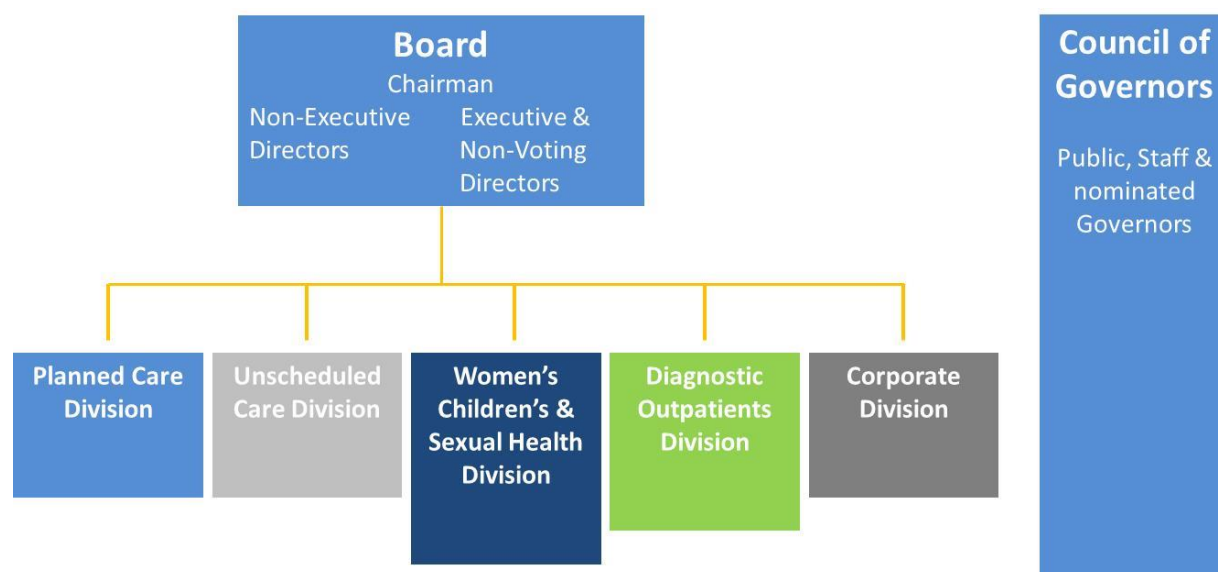 Board
Chairman
Non-Executive
Directors
Executive &
Non-Voting
Directors
Council of
Governors
Public, Staff &
nominated
Governors
Planned Care
Division
Unscheduled
Care Division
Women’s
Children’s &
Sexual Health
Division
Diagnostic
Outpatients
Division
Corporate
Division